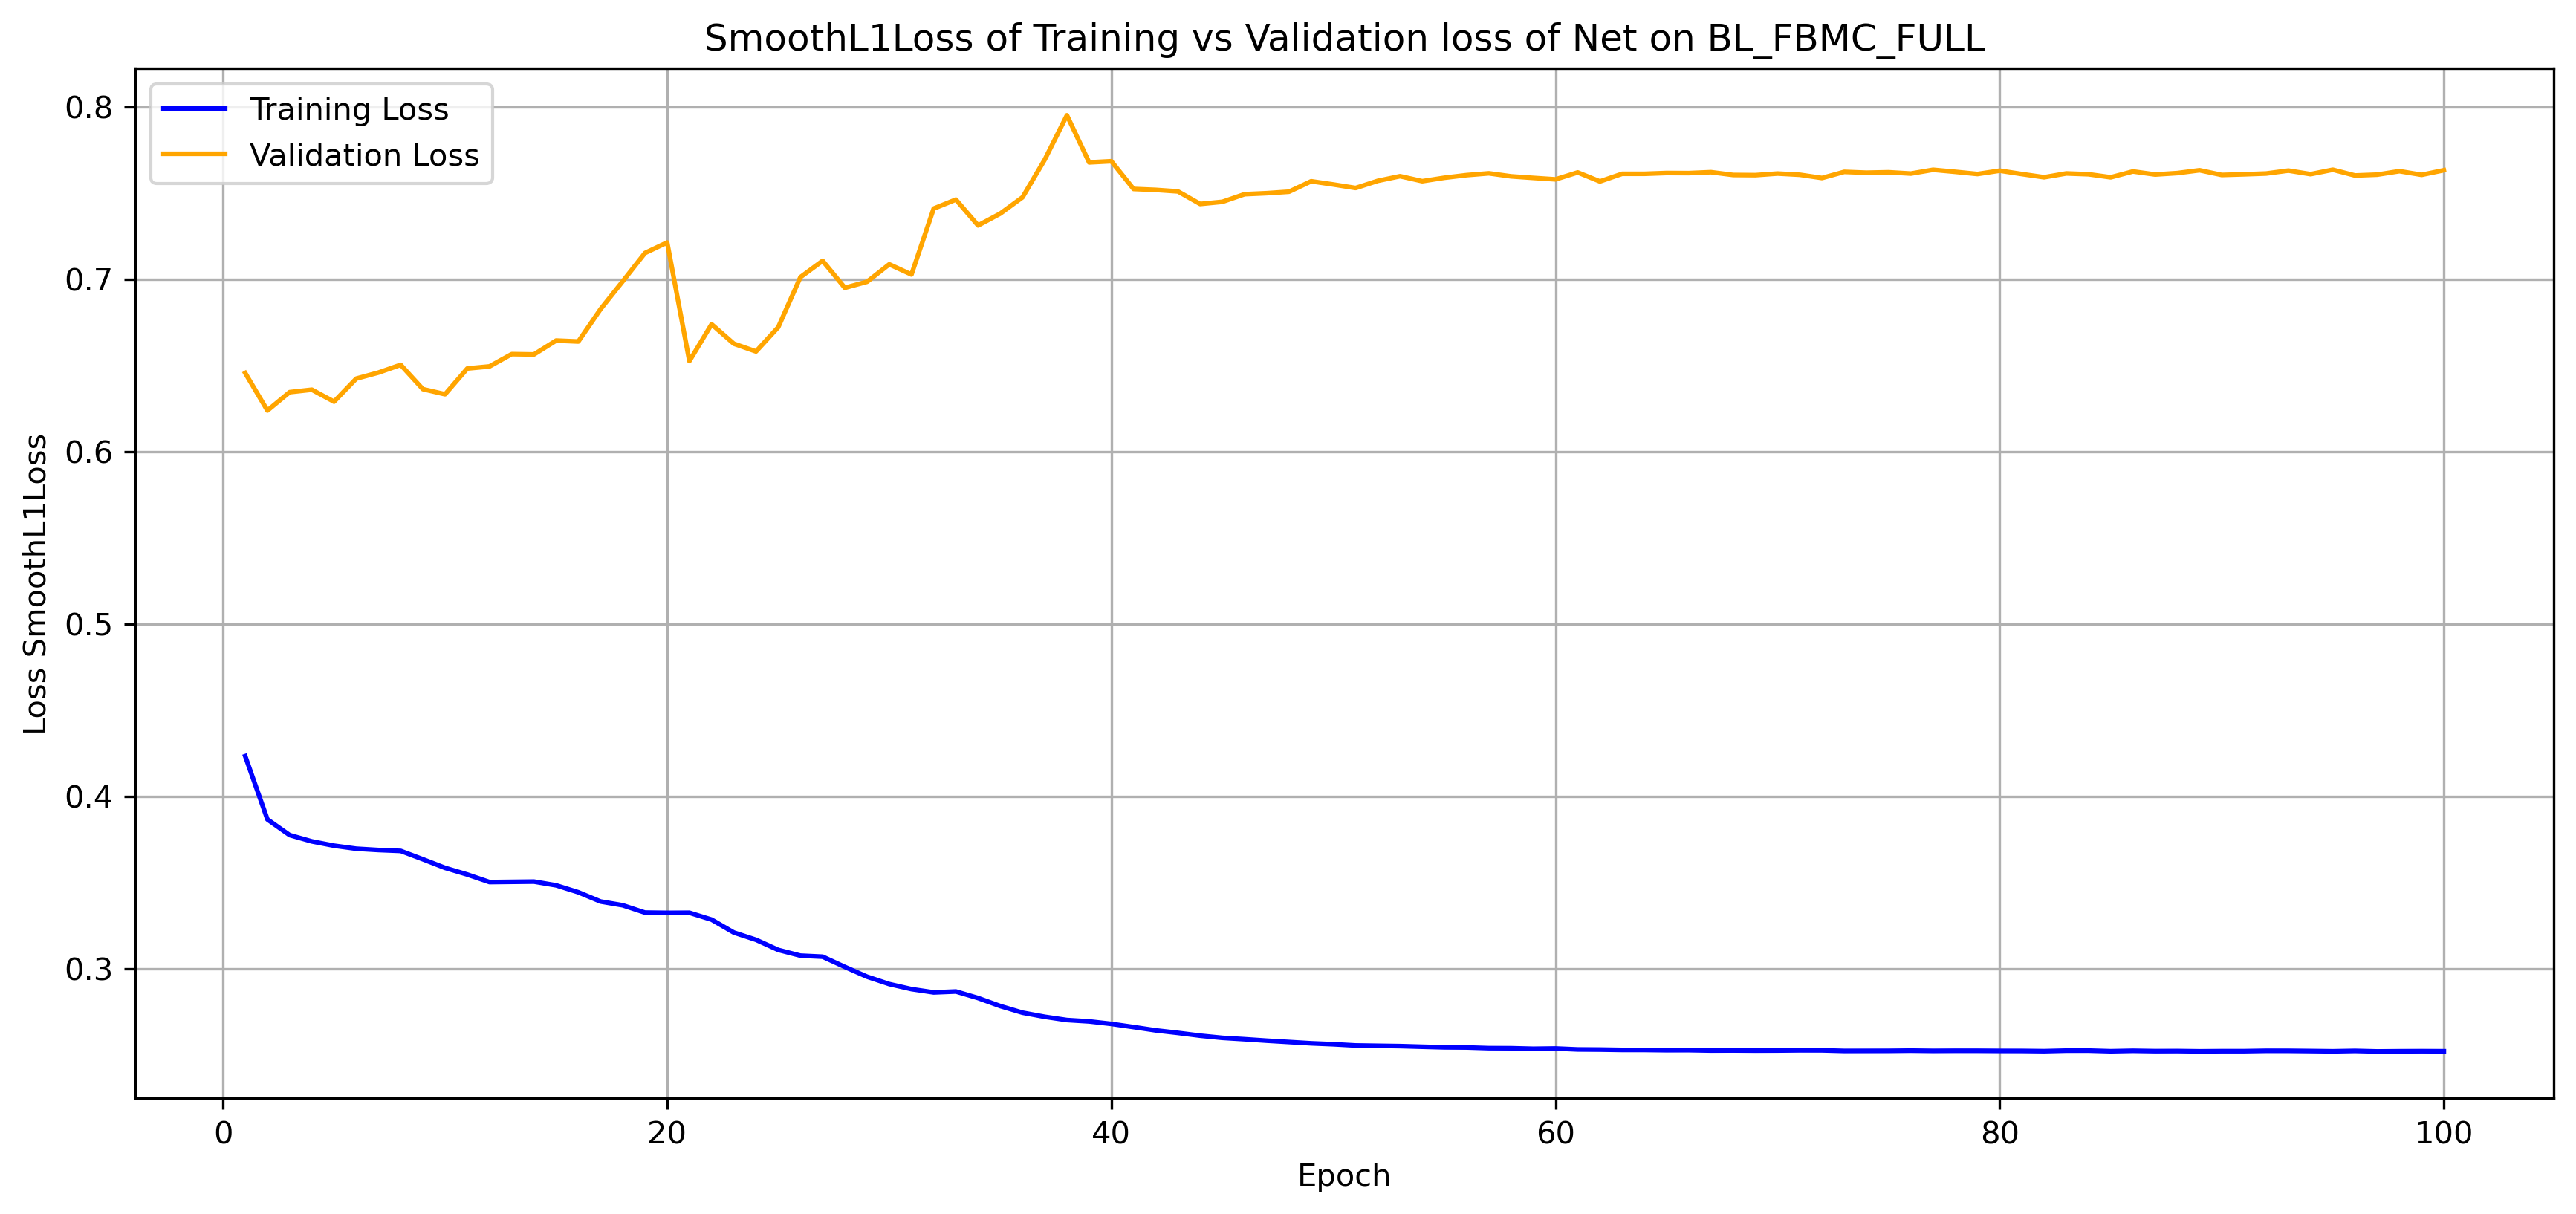 SmoothL1Loss of Training vs Validation loss of Net on BL_FBMC_FULL
Training Loss
Validation Loss
Loss SmoothL1Loss
0.8
0.7
0.6
0.5
0.4
0.3
0
20
40
60
80
100
Epoch